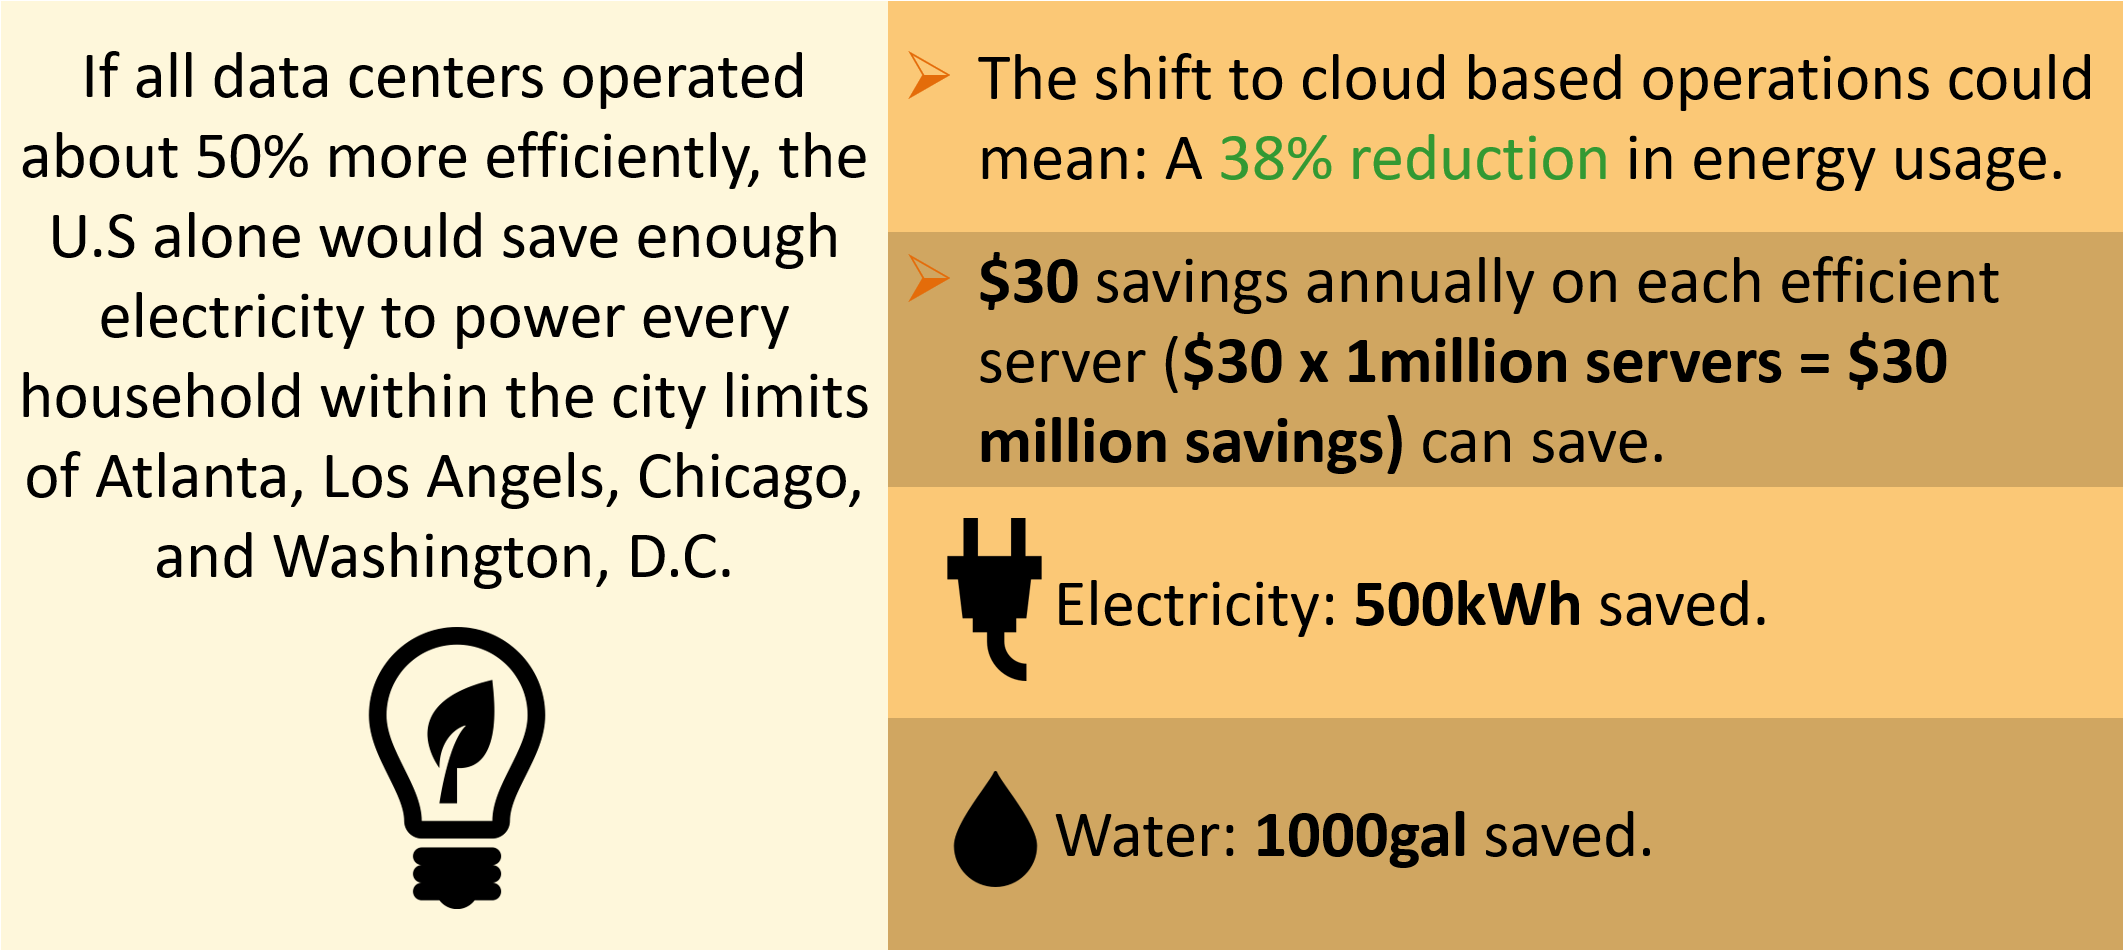 If all data centers operated
about 50% more efficiently, the
U.S alone would save enough
electricity to power every
household within the city limits
of Atlanta, Los Angels, Chicago,
and Washington, D.C.
The shift to cloud based operations could
mean: A 38% reduction in energy usage.
$30 savings annually on each efficient
server ($30 x 1million servers = $30
million savings) can save.
Electricity: 500kWh saved.
Water: 1000gal saved.